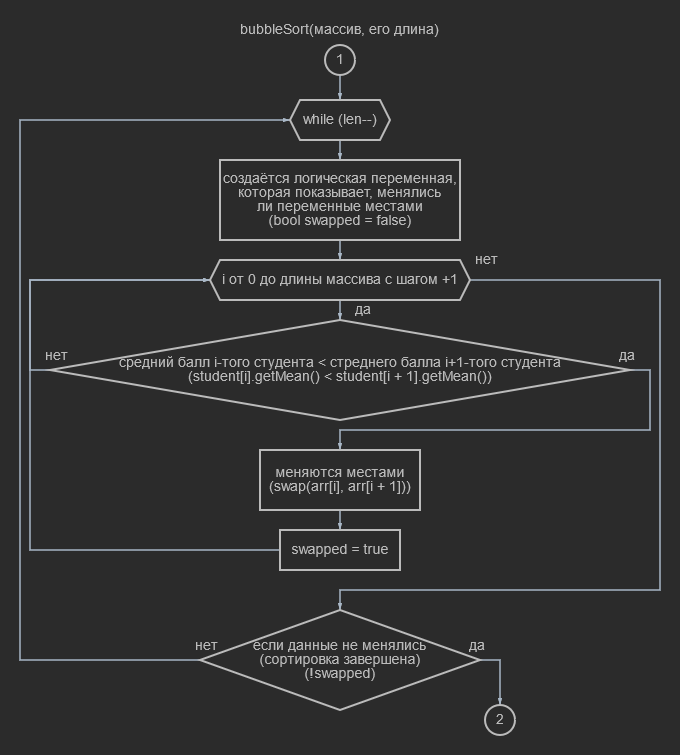 bubbleSort(массив, его длина)
1
while (len--)
создаётся логическая переменная,
которая показывает, менялись
ли переменные местами
(bool swapped = false)
нет
i от 0 до длины массива с шагом +1
да
нет
да
средний балл i-того студента < стреднего балла i+1-того студента
(student[i].getMean() < student[i + 1].getMean())
меняются местами
(swap(arr[i], arr[i + 1]))
swapped = true
нет
если данные не менялись
да
(сортировка завершена)
(!swapped)
2